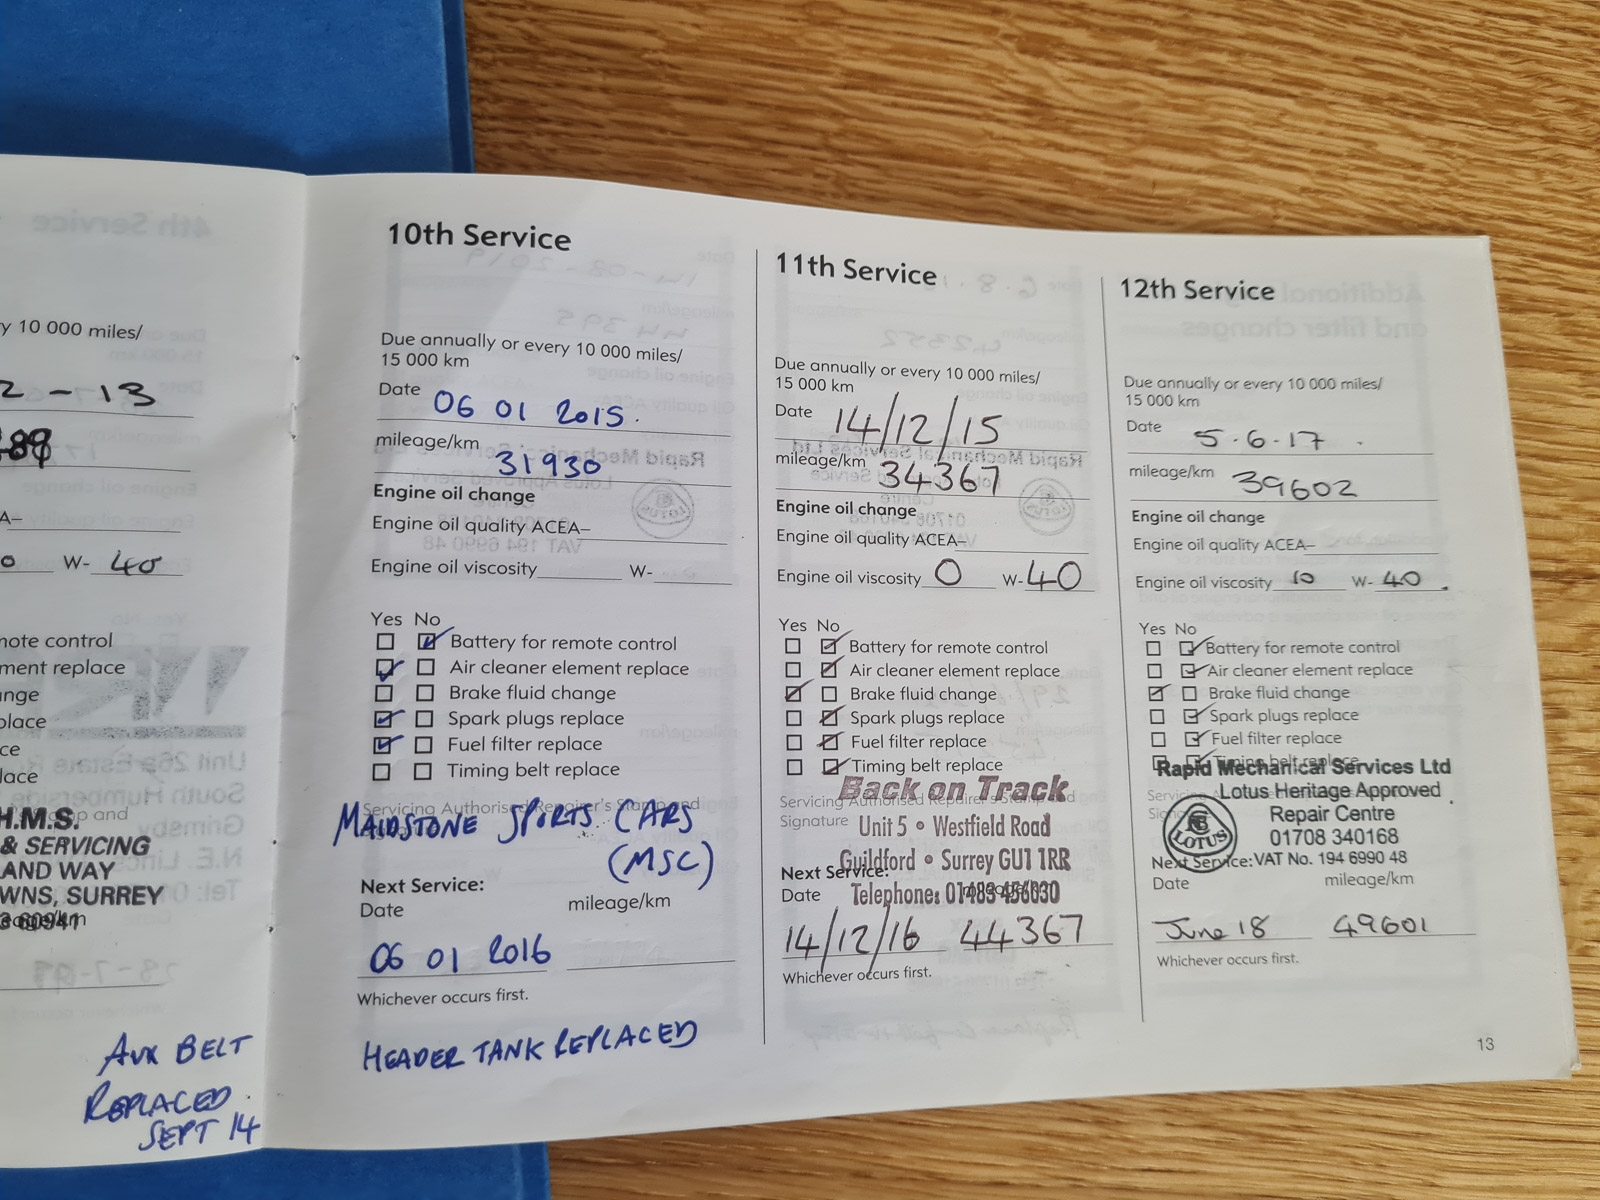 y 10 000 miles/
2 - 13
W- 40
mote control
ment replace
nge
place
ce
lace
p and
H.M.S.
& SERVICING
AND WAY
WNS, SURREY
AUX BELT
REPLACED.
SEPT 14
10th Service
Due annually or every 10 000 miles/
15 000 km
Date 06 01 2015.
mileage/km 31930
Engine oil change
Engine oil quality ACEA–
Engine oil viscosity W-
Yes No
Battery for remote control
Air cleaner element replace
Brake fluid change
Spark plugs replace
Fuel filter replace
Timing belt replace
Servicing Authorised Repairer's Stamp and
MAIDSTONE SPORTS CARS
(MSC)
Next Service:
Date mileage/km
06 01 2016
Whichever occurs first.
HEADER TANK REPLACED
11th Service
Due annually or every 10 000 miles/
15 000 km
Date 14/12/15
mileage/km 34367
Engine oil change
Engine oil quality ACEA–
Engine oil viscosity 0 W-40
Yes No
Battery for remote control
Air cleaner element replace
Brake fluid change
Spark plugs replace
Fuel filter replace
Timing belt replace
Back on Track
Servicing Authorised Repairer's Stamp and
Signature
Unit 5 • Westfield Road
Guildford • Surrey GU1 1RR
Next Service:
Date mileage/km
Telephone: 01483 456030
14/12/16 44367
Whichever occurs first.
12th Service
Due annually or every 10 000 miles/
15 000 km
Date 5.6.17
mileage/km 39602
Engine oil change
Engine oil quality ACEA–
Engine oil viscosity 10 W-40
Yes No
Battery for remote control
Air cleaner element replace
Brake fluid change
Spark plugs replace
Fuel filter replace
Timing belt replace
Rapid Mechanical Services Ltd
Lotus Heritage Approved
Repair Centre
01708 340168
LOTUS
Next Service: VAT No. 194 6990 48
Date mileage/km
June 18 49601
Whichever occurs first.
13